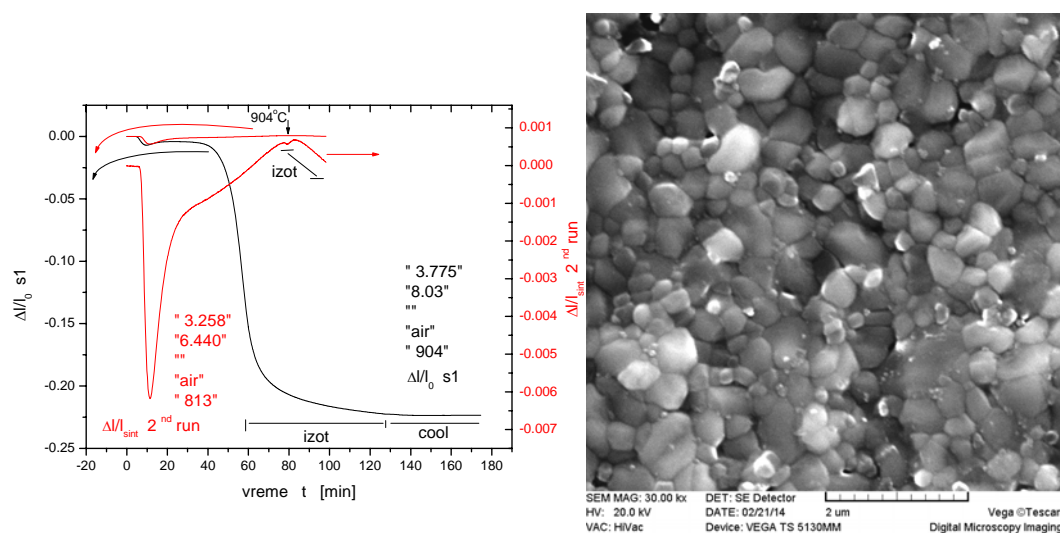 904°C
0.00
-0.05
-0.10
-0.15
-0.20
-0.25
Δl/l0 s1
-20 0 20 40 60 80 100 120 140 160 180
vreme t [min]
0.001
0.000
-0.001
-0.002
-0.003
-0.004
-0.005
-0.006
-0.007
Δl/lsint 2 nd run
izot
" 3.258"
"6.440"
""
"air"
" 813"
Δl/lsint 2 nd run
" 3.775"
"8.03"
""
"air"
" 904"
Δl/l0 s1
izot
cool
SEM MAG: 30.00 kx DET: SE Detector
HV: 20.0 kV DATE: 02/21/14 2 um Vega ©Tescan
VAC: HiVac Device: VEGA TS 5130MM Digital Microscopy Imaging